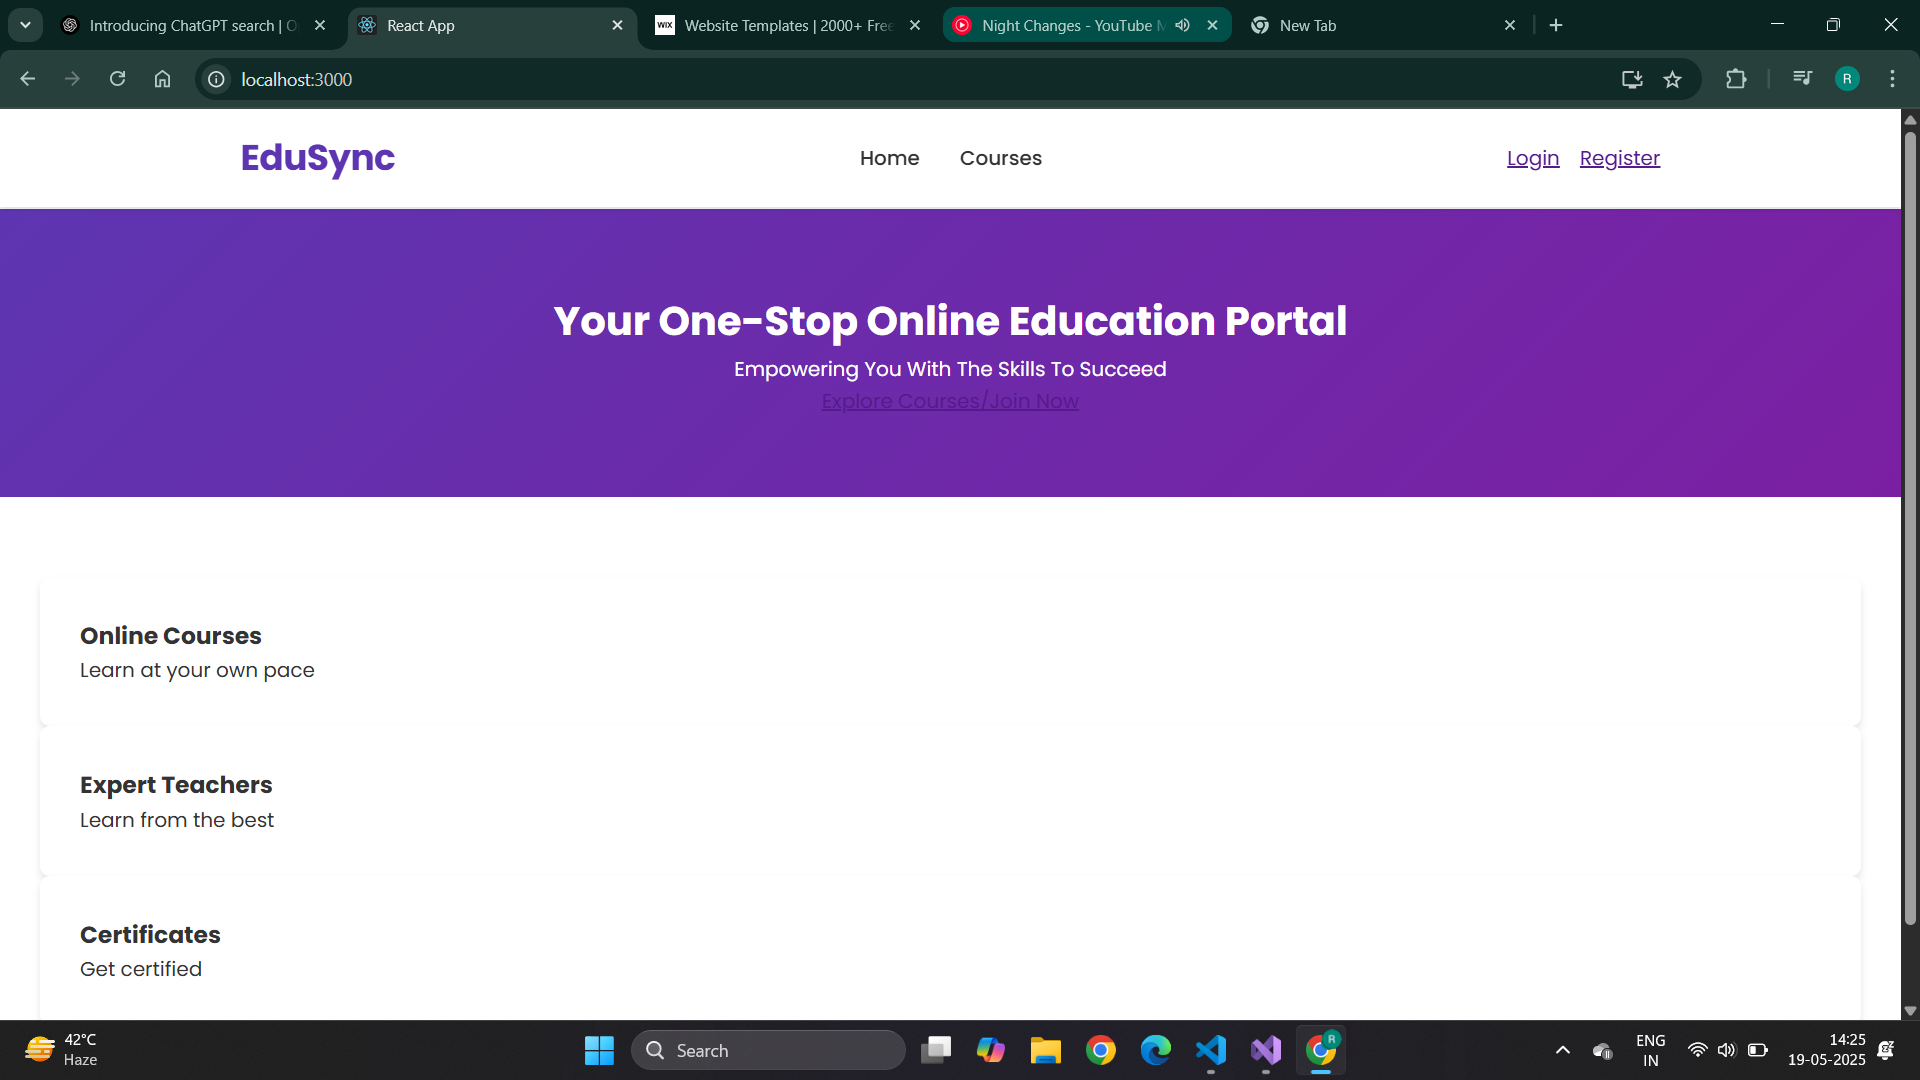 Introducing ChatGPT search | O
React App
WIX
Website Templates | 2000+ Free
Night Changes - YouTube M
New Tab
localhost:3000
R
EduSync
Home
Courses
Login
Register
Your One-Stop Online Education Portal
Empowering You With The Skills To Succeed
Explore Courses/Join Now
Online Courses
Learn at your own pace
Expert Teachers
Learn from the best
Certificates
Get certified
42°C
Haze
Search
R
ENG
IN
14:25
19-05-2025